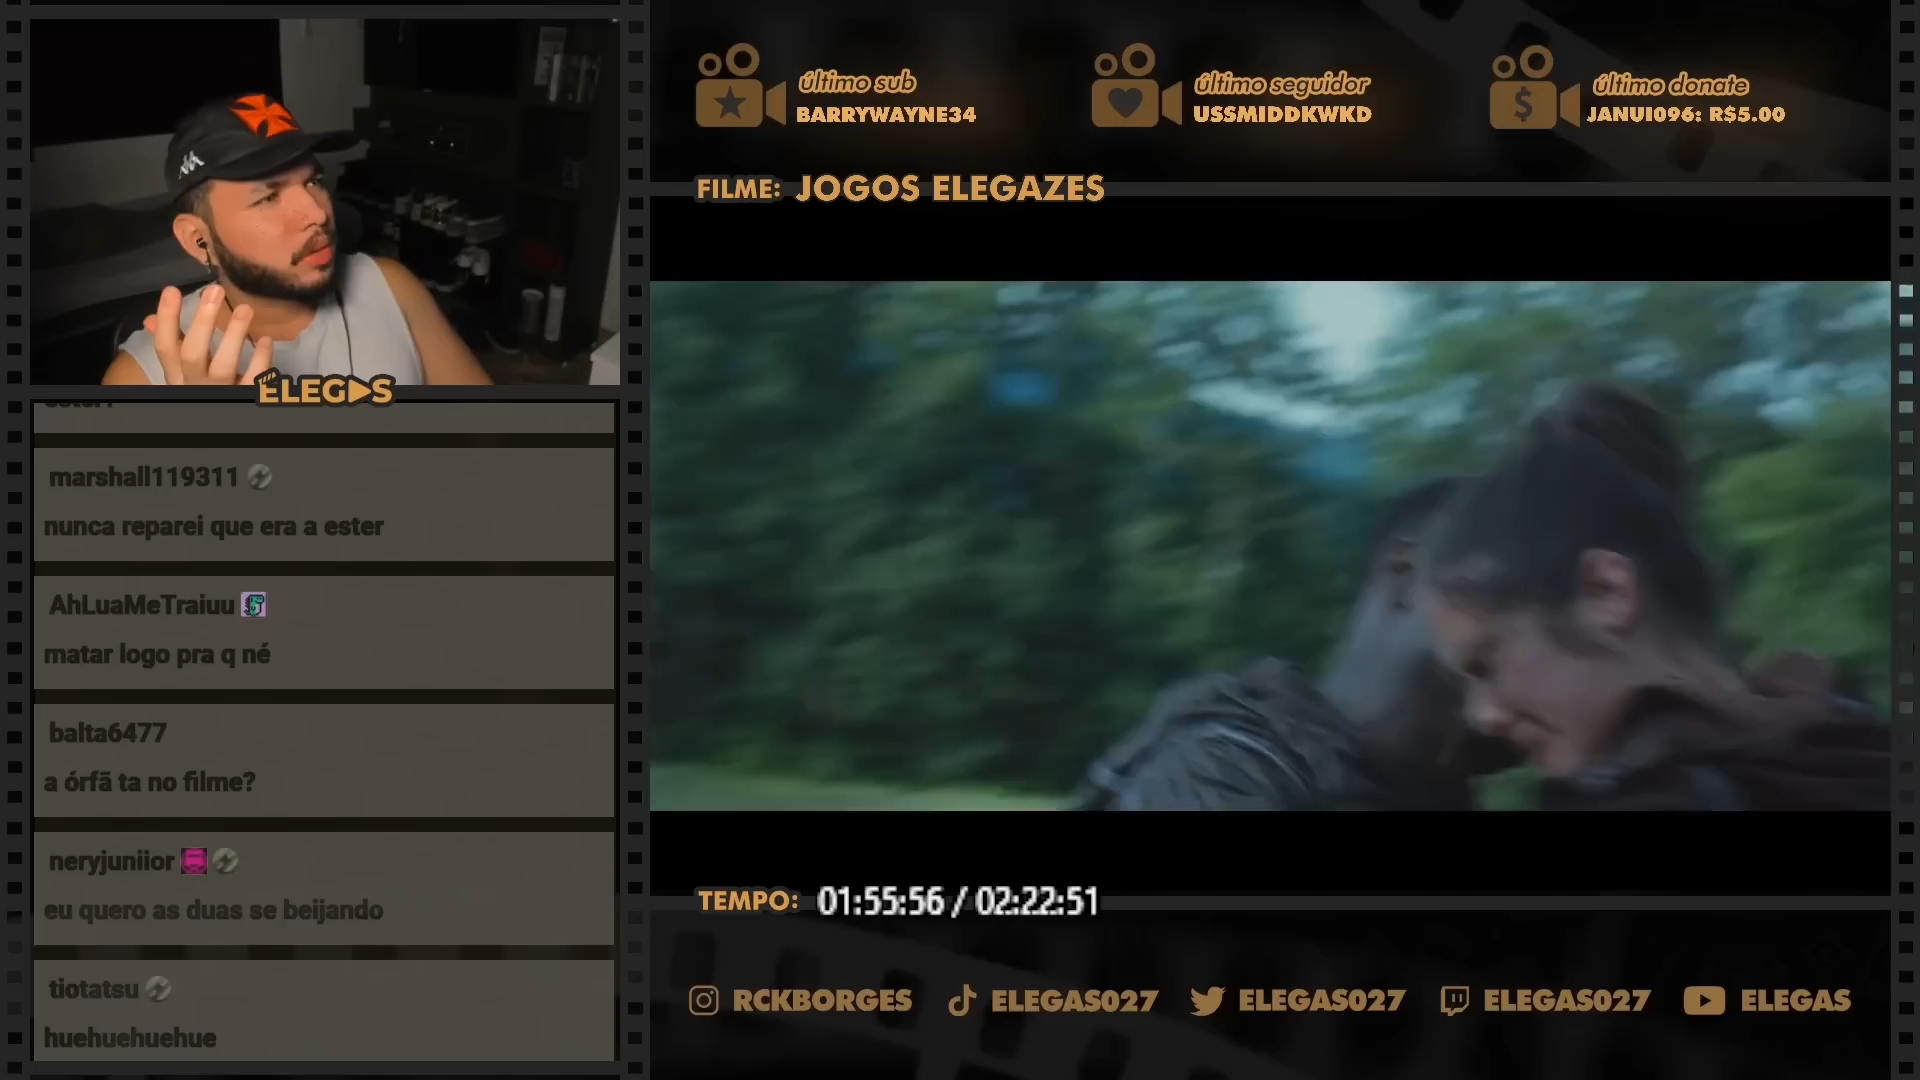 último sub
BARRYWAYNE34
último seguidor
USSMIDDKWKD
último donate
JANUI096: R$5.00
FILME: JOGOS ELEGAZES
ELEGAS
marshall119311
nunca reparei que era a ester
AhLuaMeTraiuu
matar logo pra q né
balta6477
a órfã ta no filme?
neryjuniior
eu quero as duas se beijando
tiotatsu
huehuehuehue
TEMPO: 01:55:56 / 02:22:51
RCKBORGES
ELEGAS027
ELEGAS027
ELEGAS027
ELEGAS